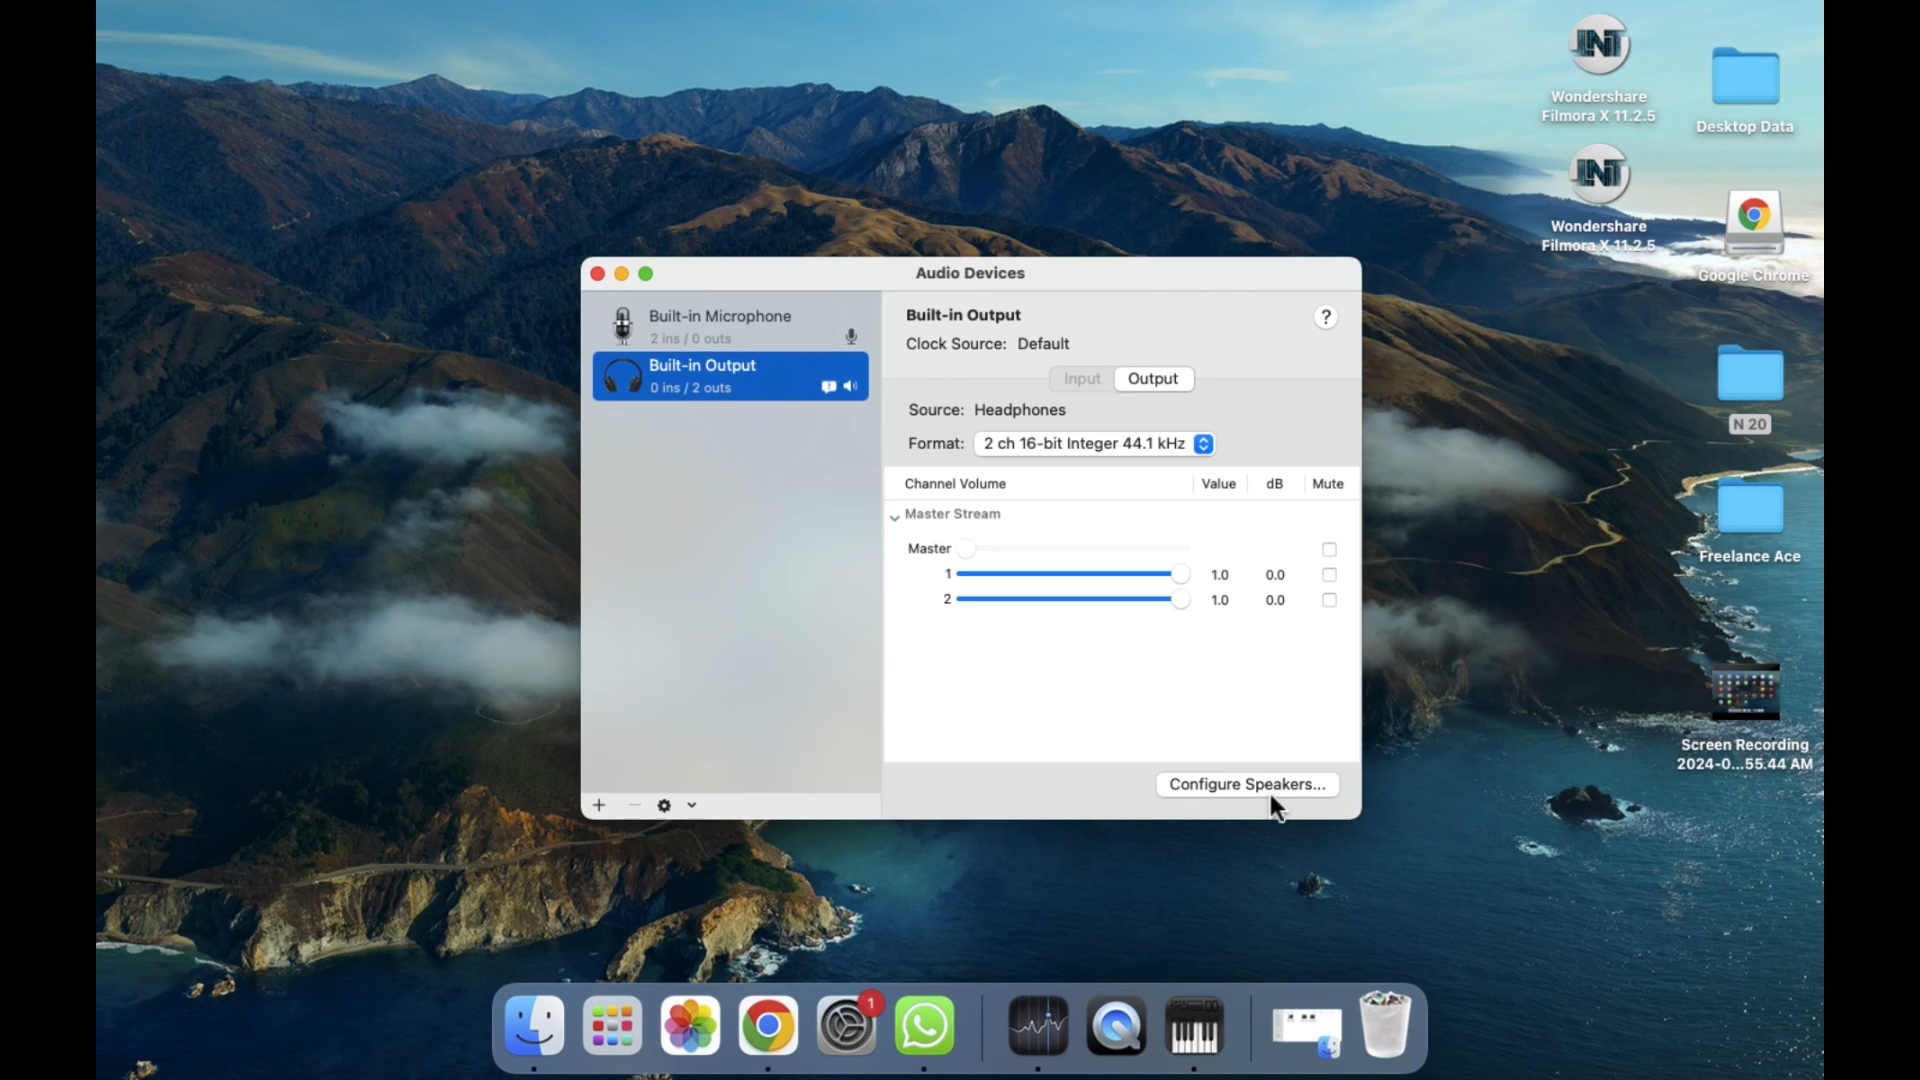 Wondershare
Filmora X 11.2.5
Desktop Data
Wondershare
Filmora X 11.2.5
Google Chrome
Audio Devices
Built-in Microphone
2 ins / 0 outs
Built-in Output
0 ins / 2 outs
Built-in Output
?
Clock Source: Default
Input
Output
Source: Headphones
Format: 2 ch 16-bit Integer 44.1 kHz
Channel Volume Value dB Mute
Master Stream
Master
1 1.0 0.0
2 1.0 0.0
Configure Speakers...
N 20
Freelance Ace
Screen Recording
2024-0...55.44 AM
1